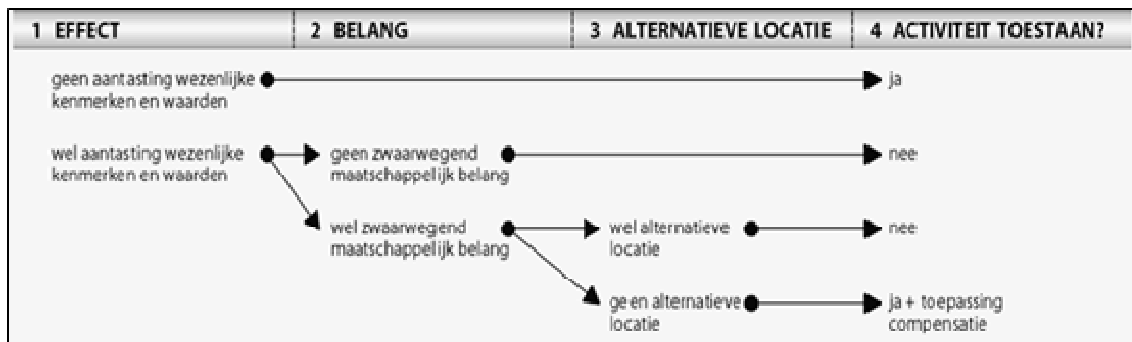 1 EFFECT
2 BELANG
3 ALTERNATIEVE LOCATIE
4 ACTIVITEIT TOESTAAN?
geen aantasting wezenlijke
kenmerken en waarden
ja
wel aantasting wezenlijke
kenmerken en waarden
geen zwaarwegend
maatschappelijk belang
nee
wel zwaarwegend
maatschappelijk belang
wel alternatieve
locatie
nee
geen alternatieve
locatie
ja + toepassing
compensatie